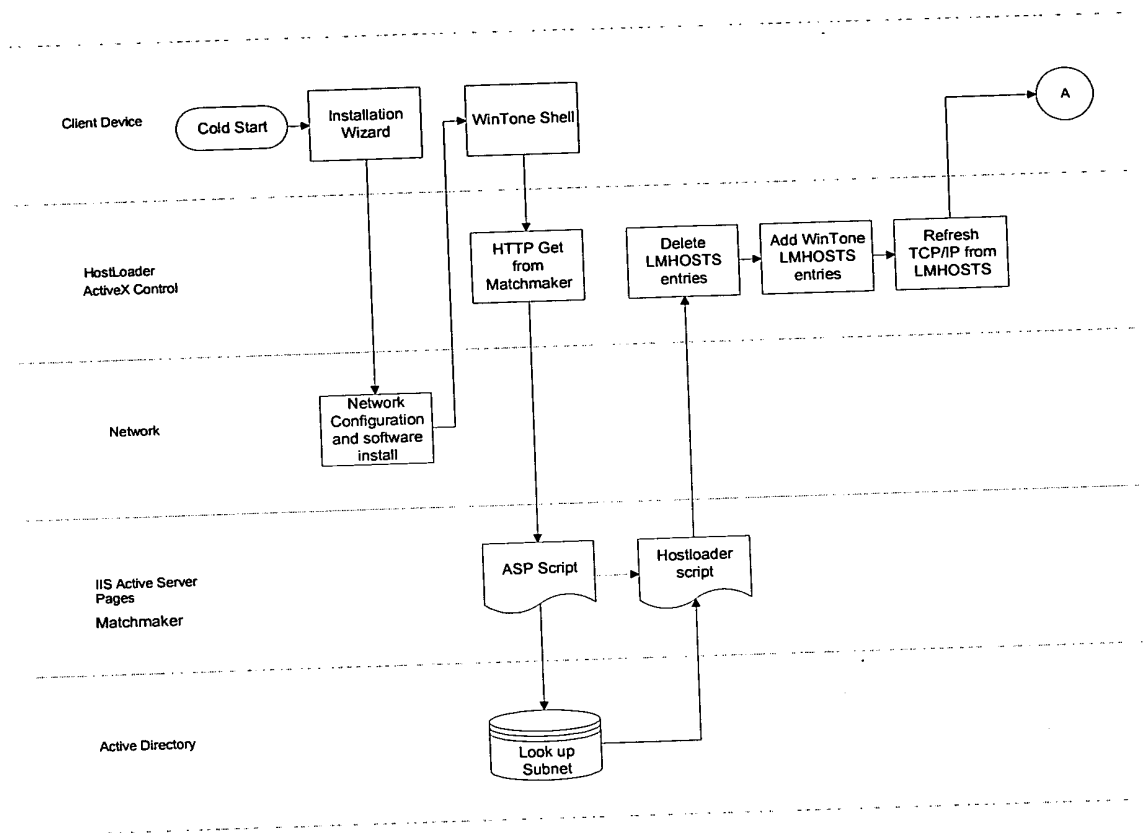 Client Device
Cold Start
Installation
Wizard
WinTone Shell
A
HostLoader
ActiveX Control
HTTP Get
from
Matchmaker
Delete
LMHOSTS
entries
Add WinTone
LMHOSTS
entries
Refresh
TCP/IP from
LMHOSTS
Network
Network
Configuration
and software
install
IIS Active Server
Pages
Matchmaker
ASP Script
Hostloader
script
Active Directory
Look up
Subnet